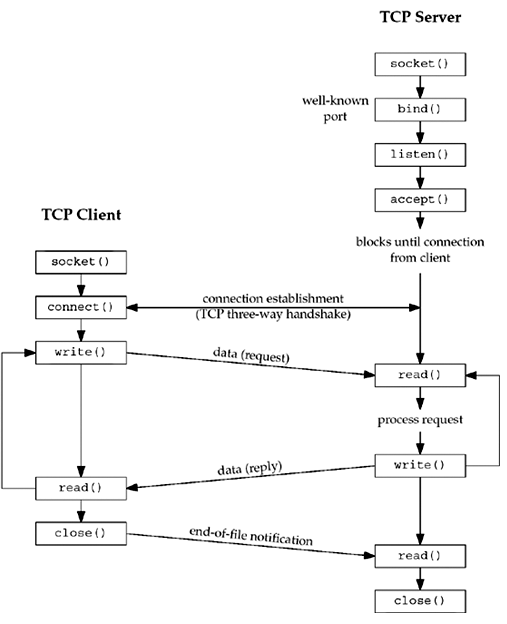 TCP Server
socket()
well-known
port
bind()
listen()
accept()
blocks until connection
from client
TCP Client
socket()
connect()
connection establishment
(TCP three-way handshake)
write()
data (request)
read()
process request
write()
data (reply)
read()
close()
end-of-file notification
read()
close()